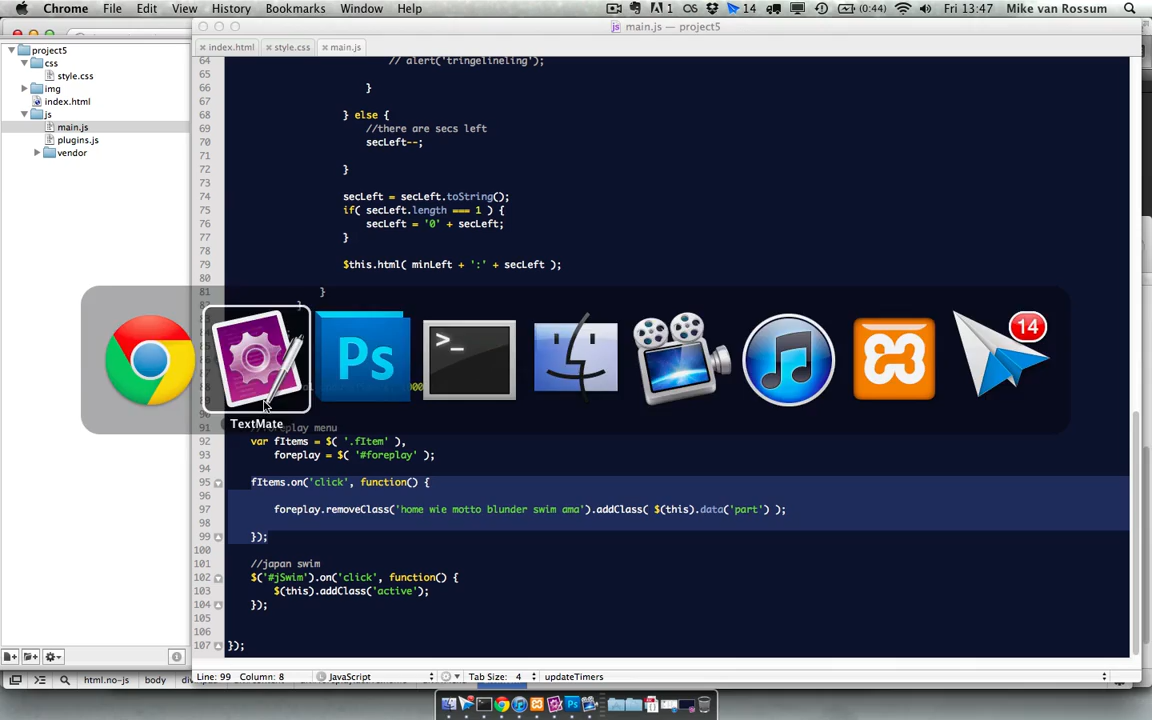 Chrome File Edit View History Bookmarks Window Help 1 OS 14 (0:44) Fri 13:47 Mike van Rossum
main.js — project5
project5
css
style.css
img
index.html
js
main.js
plugins.js
vendor
index.html style.css main.js
64 // alert('tringelineling');
65
66 }
67
68 } else {
69 //there are secs left
70 secLeft--;
71
72 }
73
74 secLeft = secLeft.toString();
75 if( secLeft.length === 1 ) {
76 secLeft = '0' + secLeft;
77 }
78
79 $this.html( minLeft + ':' + secLeft );
80
81 }
14
TextMate
foreplay menu
92 var fItems = $( '.fItem' ),
93 foreplay = $( '#foreplay' );
94
95 fItems.on('click', function() {
96
97 foreplay.removeClass('home wie motto blunder swim ama').addClass( $(this).data('part') );
98
99 });
100
101 //japan swim
102 $('#jSwim').on('click', function() {
103 $(this).addClass('active');
104 });
105
106
107 });
Line: 99 Column: 8 JavaScript Tab Size: 4 updateTimers
html.no-js body